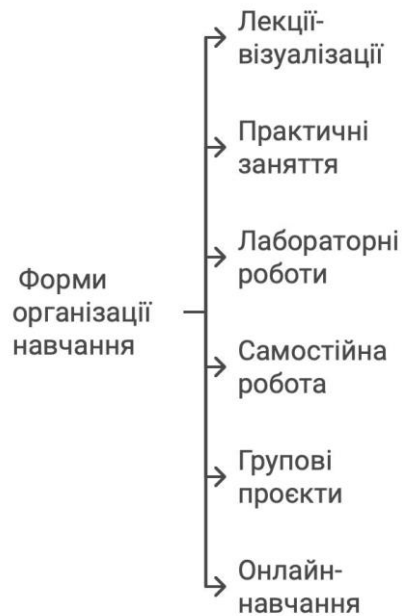 Форми
організації
навчання
Лекції-
візуалізації
Практичні
заняття
Лабораторні
роботи
Самостійна
робота
Групові
проєкти
Онлайн-
навчання